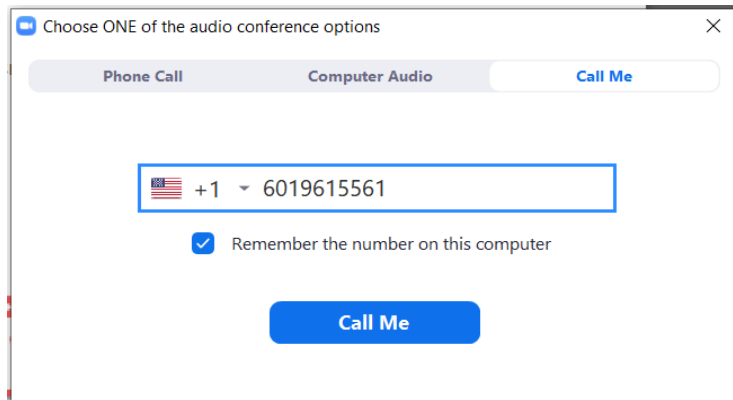 Choose ONE of the audio conference options
Phone Call Computer Audio Call Me
+1 6019615561
Remember the number on this computer
Call Me